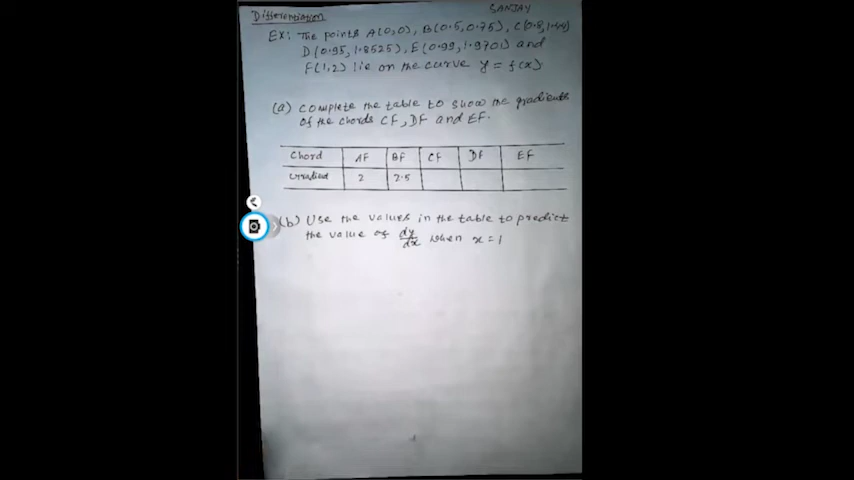 Differentiation
SANJAY
Ex: The points A(0,0), B(0.5,0.75), C(0.8,1.44)
D(0.95, 1.8525), E(0.99, 1.9701) and
F(1,2) lie on the curve y = f(x).
(a) complete the table to show the gradients
of the chords CF, DF and EF.
Chord AF BF CF DF EF
Gradient 2 2.5
(b) Use the values in the table to predict
the value of dy/dx when x = 1